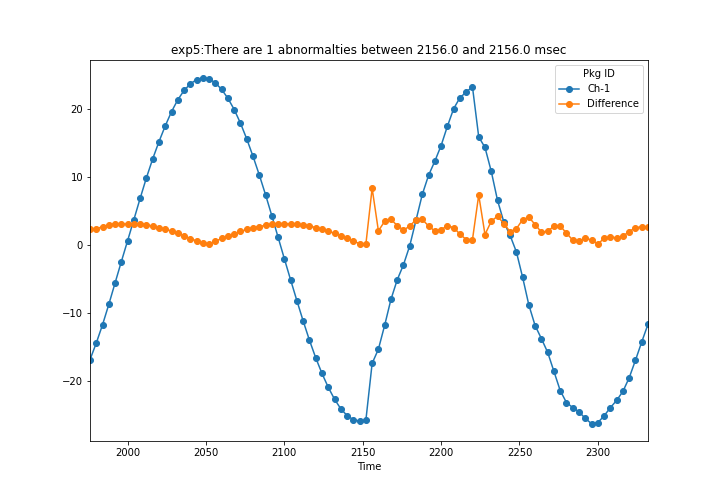 exp5:There are 1 abnormalties between 2156.0 and 2156.0 msec
Pkg ID
Ch-1
Difference
20
10
0
−10
−20
2000
2050
2100
2150
2200
2250
2300
Time